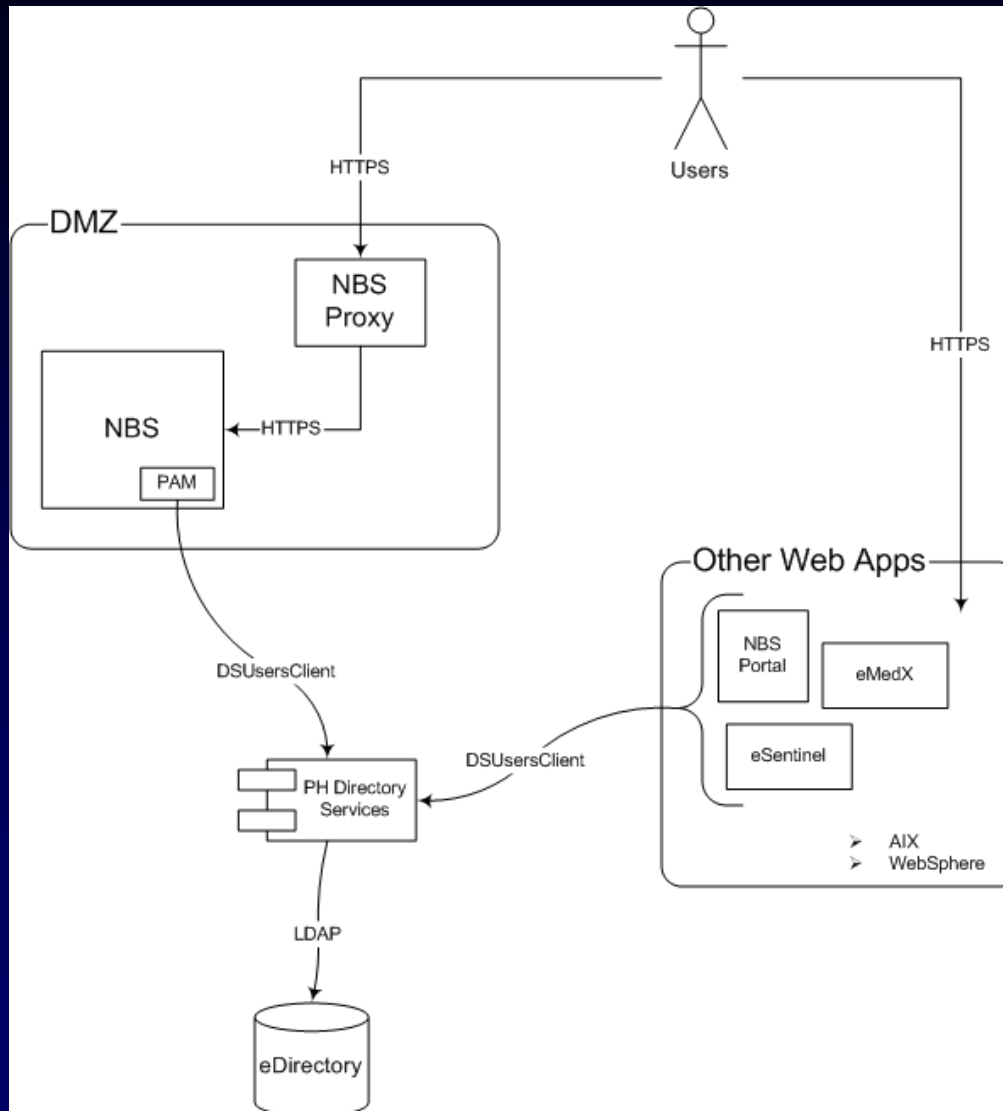 Users
HTTPS
DMZ
NBS
Proxy
HTTPS
NBS
HTTPS
PAM
Other Web Apps
NBS
Portal
eMedX
DSUsersClient
eSentinel
DSUsersClient
PH Directory
Services
AIX
WebSphere
LDAP
eDirectory